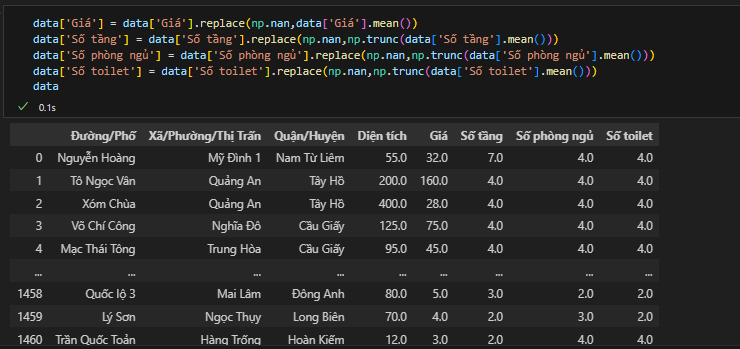 data['Giá'] = data['Giá'].replace(np.nan,data['Giá'].mean())
data['Số tầng'] = data['Số tầng'].replace(np.nan,np.trunc(data['Số tầng'].mean()))
data['Số phòng ngủ'] = data['Số phòng ngủ'].replace(np.nan,np.trunc(data['Số phòng ngủ'].mean()))
data['Số toilet'] = data['Số toilet'].replace(np.nan,np.trunc(data['Số toilet'].mean()))
data
0.1s
Đường/Phố Xã/Phường/Thị Trấn Quận/Huyện Diện tích Giá Số tầng Số phòng ngủ Số toilet
0 Nguyễn Hoàng Mỹ Đình 1 Nam Từ Liêm 55.0 32.0 7.0 4.0 4.0
1 Tô Ngọc Vân Quảng An Tây Hồ 200.0 160.0 4.0 4.0 4.0
2 Xóm Chùa Quảng An Tây Hồ 400.0 28.0 4.0 4.0 4.0
3 Võ Chí Công Nghĩa Đô Cầu Giấy 125.0 75.0 4.0 4.0 4.0
4 Mạc Thái Tông Trung Hòa Cầu Giấy 95.0 45.0 4.0 4.0 4.0
... ... ... ... ... ... ... ... ...
1458 Quốc lộ 3 Mai Lâm Đông Anh 80.0 5.0 3.0 2.0 2.0
1459 Lý Sơn Ngọc Thụy Long Biên 70.0 4.0 2.0 3.0 2.0
1460 Trần Quốc Toản Hàng Trống Hoàn Kiếm 12.0 3.0 2.0 4.0 4.0